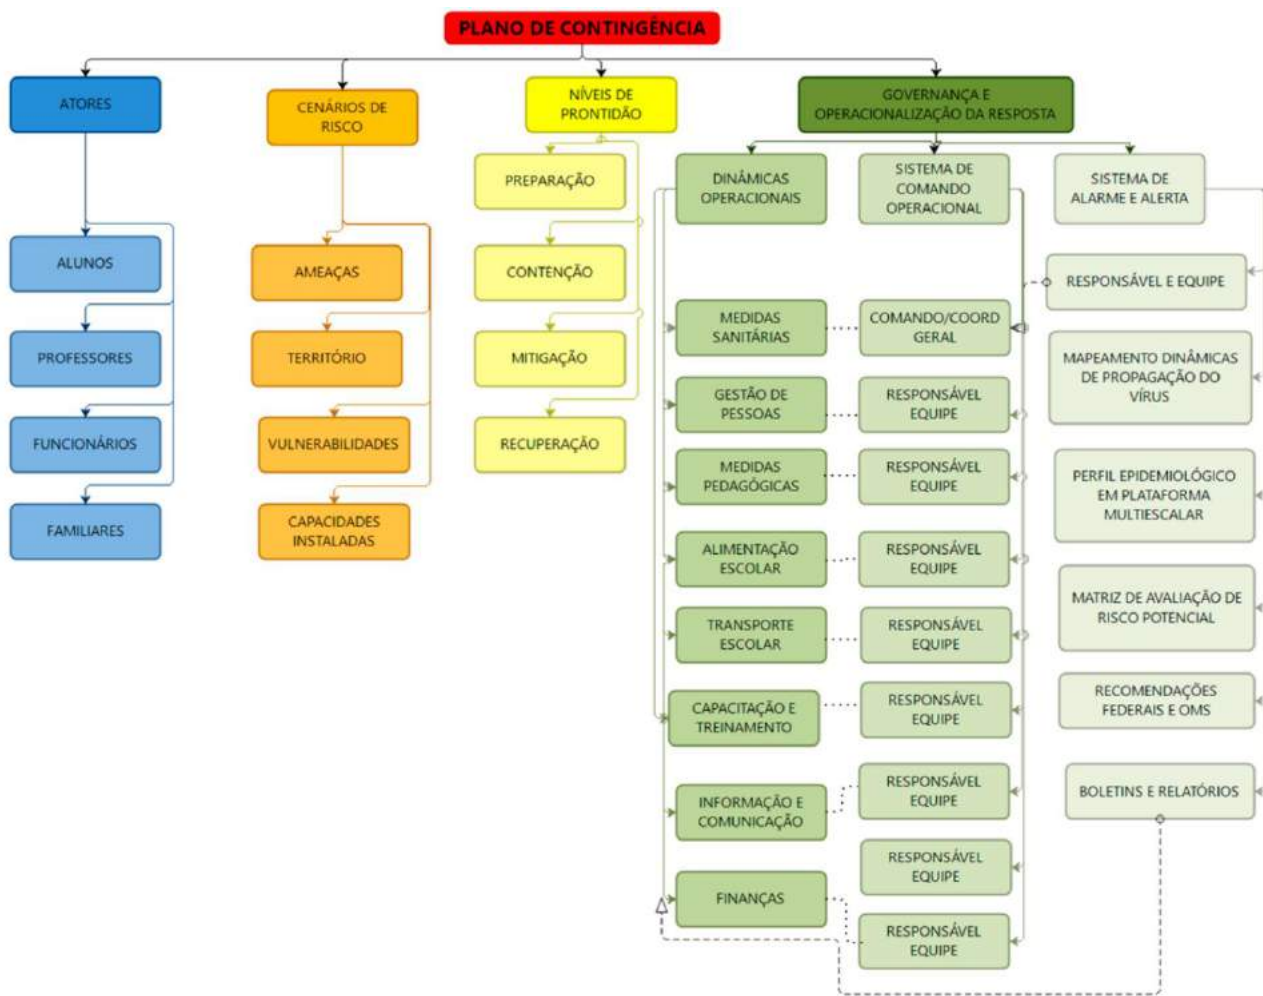 PLANO DE CONTINGÊNCIA
ATORES
CENÁRIOS DE
RISCO
NÍVEIS DE
PRONTIDÃO
GOVERNANÇA E
OPERACIONALIZAÇÃO DA RESPOSTA
ALUNOS
PROFESSORES
FUNCIONÁRIOS
FAMILIARES
AMEAÇAS
TERRITÓRIO
VULNERABILIDADES
CAPACIDADES
INSTALADAS
PREPARAÇÃO
CONTENÇÃO
MITIGAÇÃO
RECUPERAÇÃO
DINÂMICAS
OPERACIONAIS
MEDIDAS
SANITÁRIAS
GESTÃO DE
PESSOAS
MEDIDAS
PEDAGÓGICAS
ALIMENTAÇÃO
ESCOLAR
TRANSPORTE
ESCOLAR
CAPACITAÇÃO E
TREINAMENTO
INFORMAÇÃO E
COMUNICAÇÃO
FINANÇAS
SISTEMA DE
COMANDO
OPERACIONAL
COMANDO/COORD
GERAL
RESPONSÁVEL
EQUIPE
RESPONSÁVEL
EQUIPE
RESPONSÁVEL
EQUIPE
RESPONSÁVEL
EQUIPE
RESPONSÁVEL
EQUIPE
RESPONSÁVEL
EQUIPE
RESPONSÁVEL
EQUIPE
RESPONSÁVEL
EQUIPE
SISTEMA DE
ALARME E ALERTA
RESPONSÁVEL E EQUIPE
MAPEAMENTO DINÂMICAS
DE PROPAGAÇÃO DO
VÍRUS
PERFIL EPIDEMIOLÓGICO
EM PLATAFORMA
MULTIESCALAR
MATRIZ DE AVALIAÇÃO DE
RISCO POTENCIAL
RECOMENDAÇÕES
FEDERAIS E OMS
BOLETINS E RELATÓRIOS